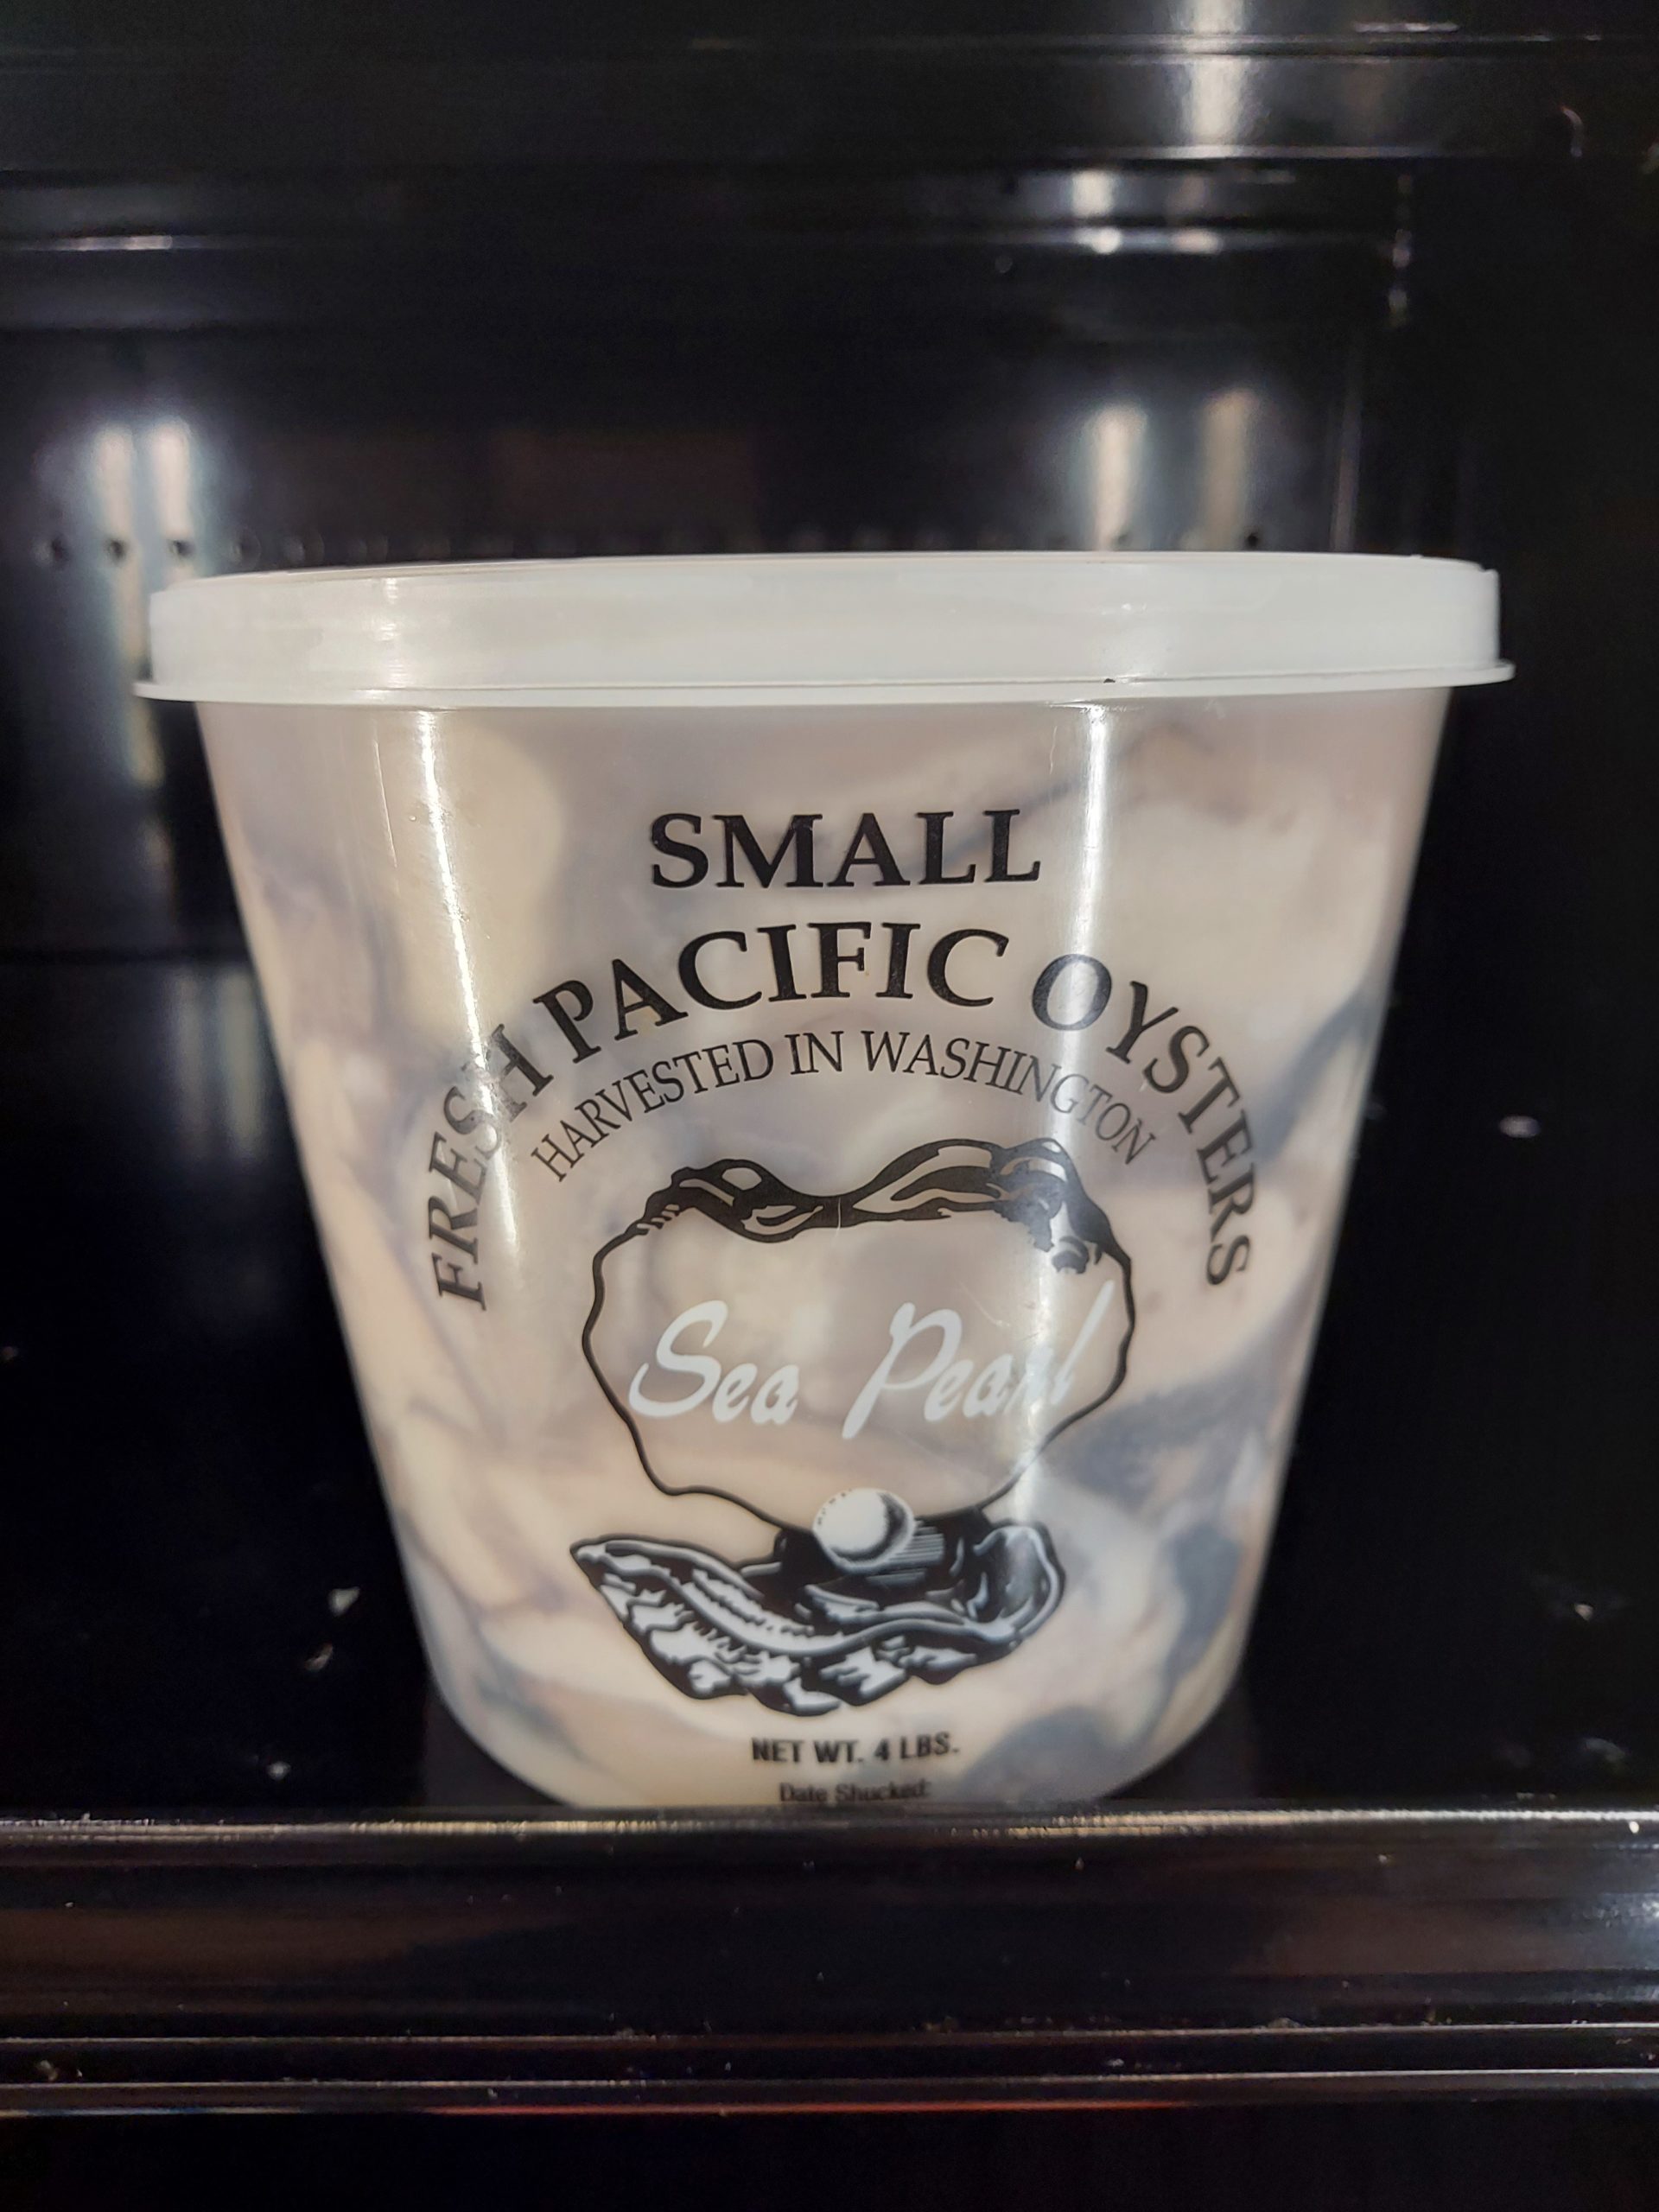 SMALL
FRESH PACIFIC OYSTERS
HARVESTED IN WASHINGTON
Sea Pearl
NET WT. 4 LBS.
Date Shucked: